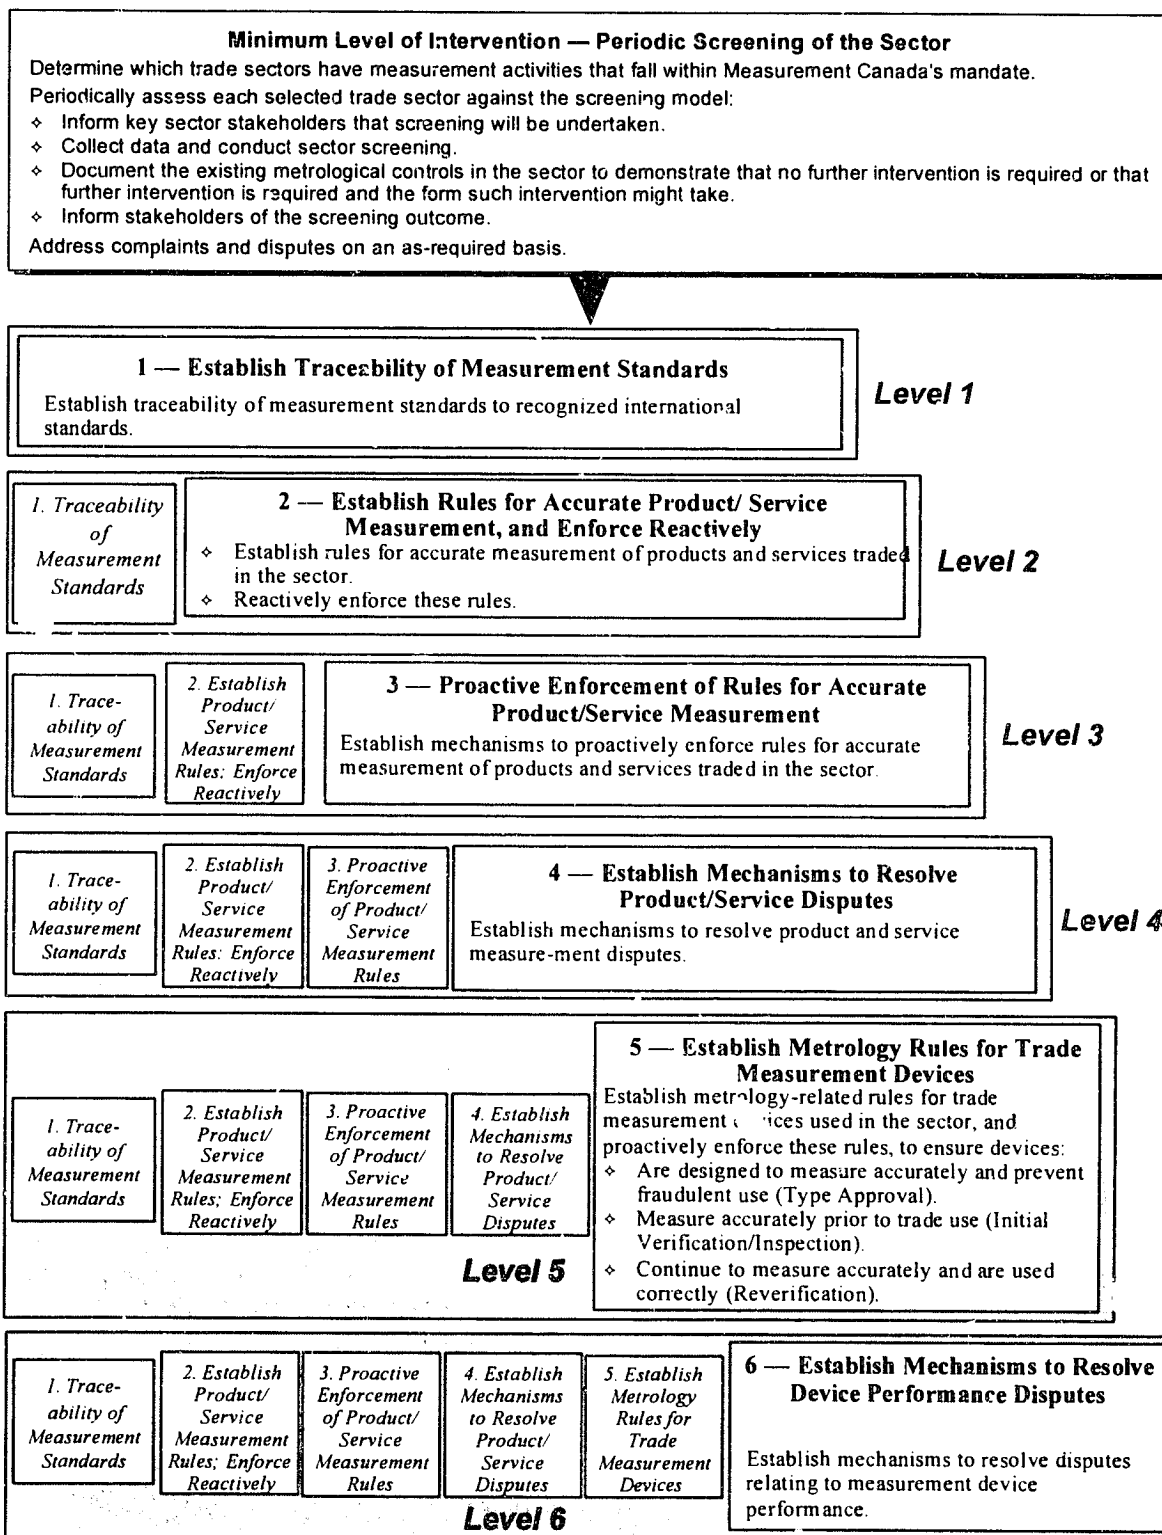 Minimum Level of Intervention — Periodic Screening of the Sector
Determine which trade sectors have measurement activities that fall within Measurement Canada's mandate.
Periodically assess each selected trade sector against the screening model:
⬥ Inform key sector stakeholders that screening will be undertaken.
⬥ Collect data and conduct sector screening.
⬥ Document the existing metrological controls in the sector to demonstrate that no further intervention is required or that
further intervention is required and the form such intervention might take.
⬥ Inform stakeholders of the screening outcome.
Address complaints and disputes on an as-required basis.
1 — Establish Traceability of Measurement Standards
Establish traceability of measurement standards to recognized international
standards.
Level 1
1. Traceability
of
Measurement
Standards
2 — Establish Rules for Accurate Product/ Service
Measurement, and Enforce Reactively
⬥ Establish rules for accurate measurement of products and services traded
in the sector.
⬥ Reactively enforce these rules.
Level 2
1. Trace-
ability of
Measurement
Standards
2. Establish
Product/
Service
Measurement
Rules; Enforce
Reactively
3 — Proactive Enforcement of Rules for Accurate
Product/Service Measurement
Establish mechanisms to proactively enforce rules for accurate
measurement of products and services traded in the sector.
Level 3
1. Trace-
ability of
Measurement
Standards
2. Establish
Product/
Service
Measurement
Rules: Enforce
Reactively
3. Proactive
Enforcement
of Product/
Service
Measurement
Rules
4 — Establish Mechanisms to Resolve
Product/Service Disputes
Establish mechanisms to resolve product and service
measure-ment disputes.
Level 4
1. Trace-
ability of
Measurement
Standards
2. Establish
Product/
Service
Measurement
Rules; Enforce
Reactively
3. Proactive
Enforcement
of Product/
Service
Measurement
Rules
4. Establish
Mechanisms
to Resolve
Product/
Service
Disputes
5 — Establish Metrology Rules for Trade
Measurement Devices
Establish metrology-related rules for trade
measurement used in the sector, and
proactively enforce these rules, to ensure devices:
⬥ Are designed to measure accurately and prevent
fraudulent use (Type Approval).
⬥ Measure accurately prior to trade use (Initial
Verification/Inspection).
⬥ Continue to measure accurately and are used
correctly (Reverification).
Level 5
1. Trace-
ability of
Measurement
Standards
2. Establish
Product/
Service
Measurement
Rules; Enforce
Reactively
3. Proactive
Enforcement
of Product/
Service
Measurement
Rules
4. Establish
Mechanisms
to Resolve
Product/
Service
Disputes
5. Establish
Metrology
Rules for
Trade
Measurement
Devices
6 — Establish Mechanisms to Resolve
Device Performance Disputes
Establish mechanisms to resolve disputes
relating to measurement device
performance.
Level 6